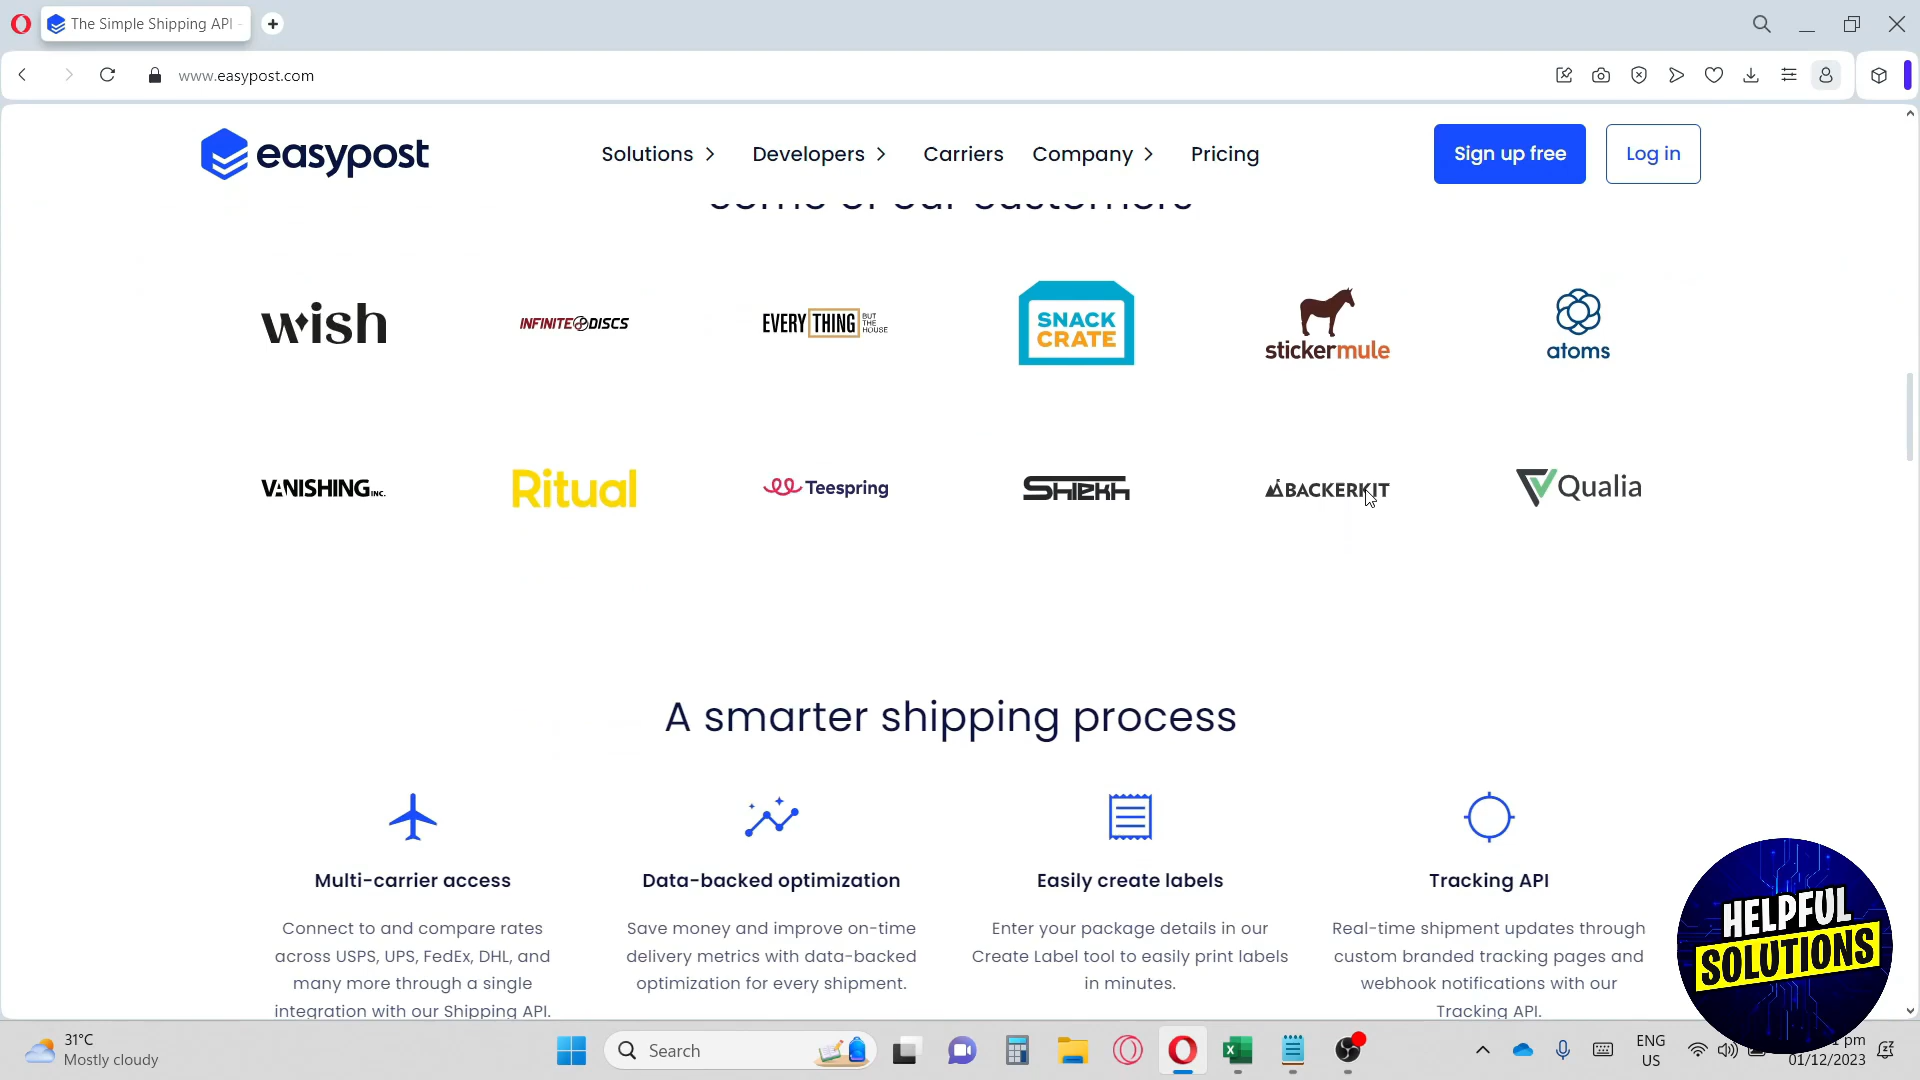 The Simple Shipping API -
www.easypost.com
easypost
Solutions
Developers
Carriers
Company
Pricing
Sign up free
Log in
Some of our customers
wish
INFINITE DISCS
EVERY THING BUT THE HOUSE
SNACK CRATE
stickermule
atoms
VANISHING INC.
Ritual
Teespring
SHIEKH
BACKERKIT
Qualia
A smarter shipping process
Multi-carrier access
Connect to and compare rates
across USPS, UPS, FedEx, DHL, and
many more through a single
integration with our Shipping API.
Data-backed optimization
Save money and improve on-time
delivery metrics with data-backed
optimization for every shipment.
Easily create labels
Enter your package details in our
Create Label tool to easily print labels
in minutes.
Tracking API
Real-time shipment updates through
custom branded tracking pages and
webhook notifications with our
Tracking API.
HELPFUL
SOLUTIONS
31°C
Mostly cloudy
Search
ENG
US
pm
01/12/2023